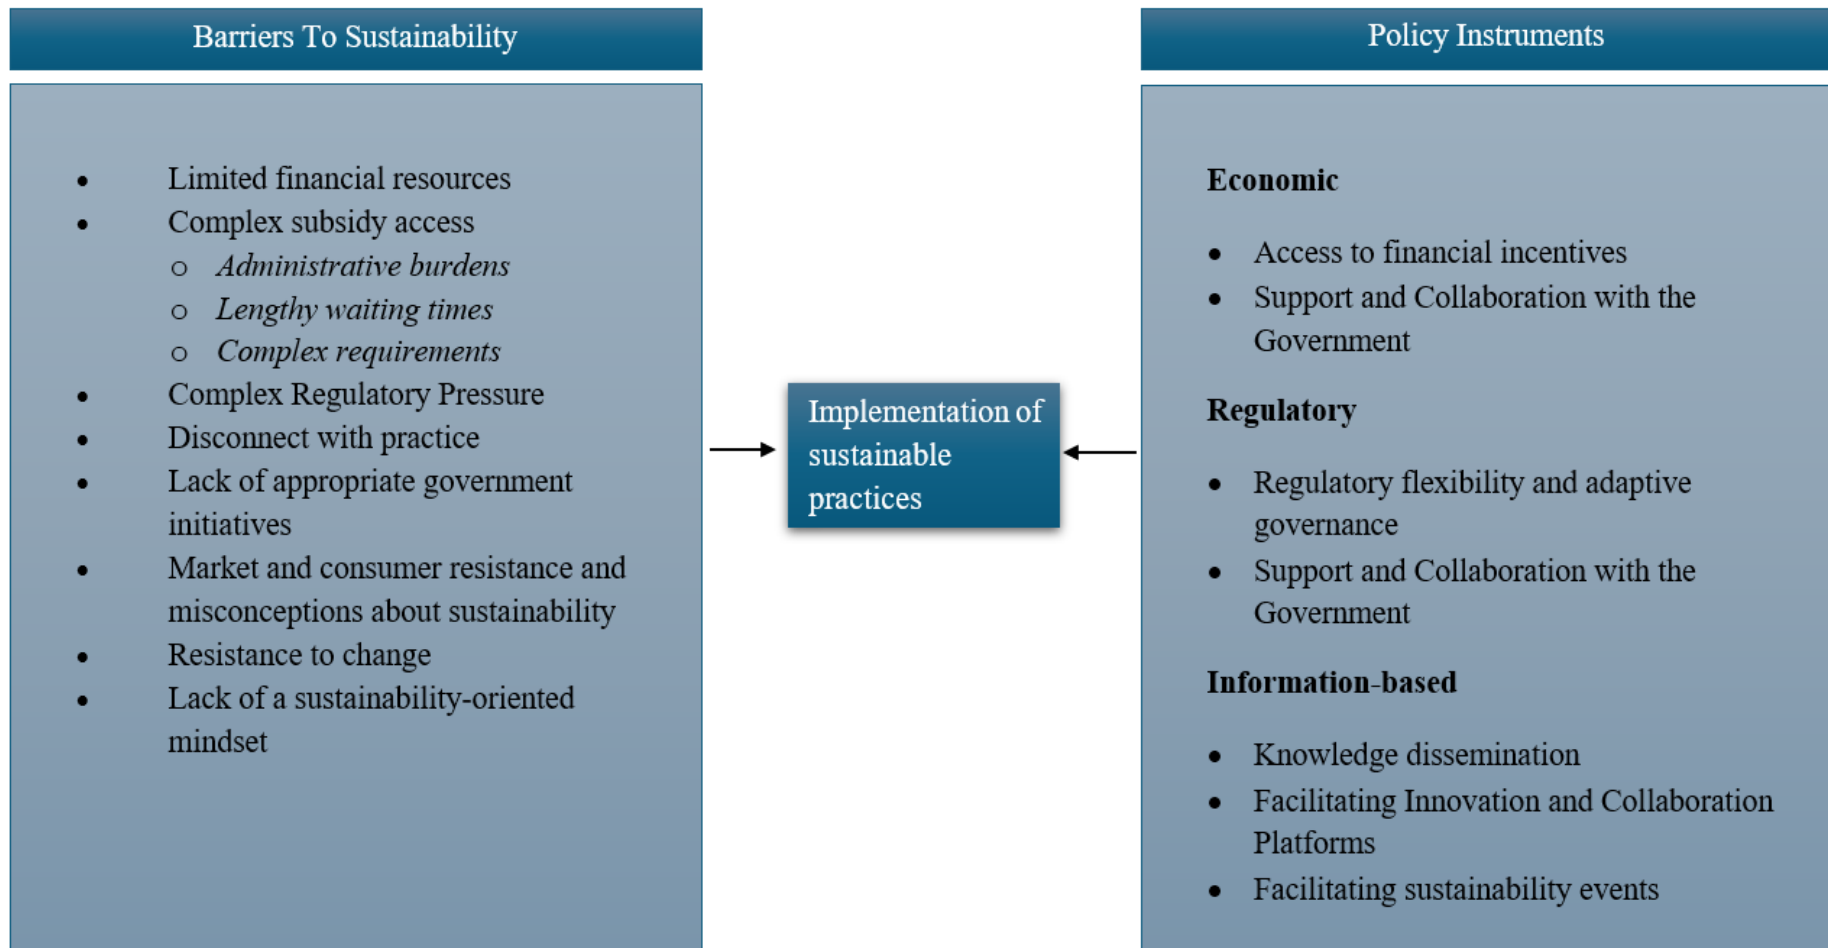 Barriers To Sustainability
• Limited financial resources
• Complex subsidy access
o Administrative burdens
o Lengthy waiting times
o Complex requirements
• Complex Regulatory Pressure
• Disconnect with practice
• Lack of appropriate government
initiatives
• Market and consumer resistance and
misconceptions about sustainability
• Resistance to change
• Lack of a sustainability-oriented
mindset
Implementation of
sustainable
practices
Policy Instruments
Economic
• Access to financial incentives
• Support and Collaboration with the
Government
Regulatory
• Regulatory flexibility and adaptive
governance
• Support and Collaboration with the
Government
Information-based
• Knowledge dissemination
• Facilitating Innovation and Collaboration
Platforms
• Facilitating sustainability events